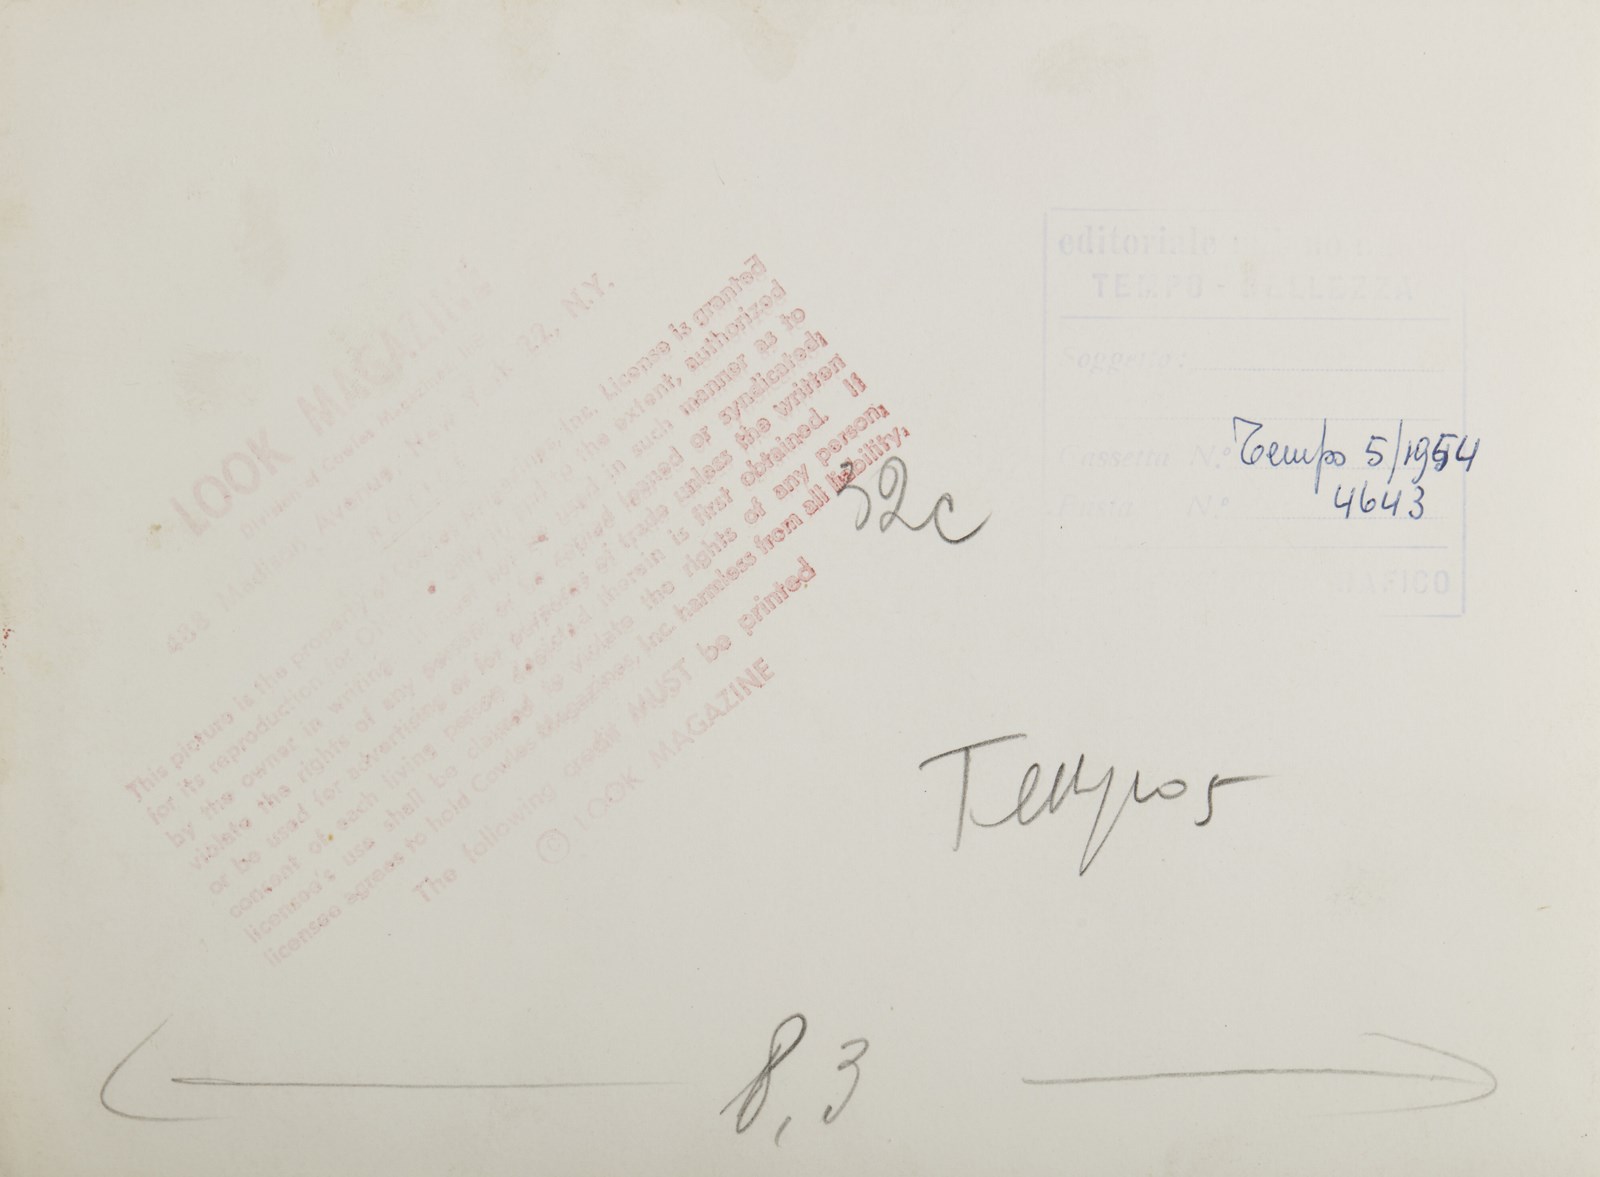 LOOK MAGAZINE
Division of Cowles Magazines, Inc.
488 Madison Avenue, New York 22, N.Y.
This picture is the property of Cowles Magazines, Inc. License is granted
for its reproduction for only to the extent, authorized
by the owner in writing. It must not be used in such manner as to
violate the rights of any person or be loaned or syndicated;
or be used for advertising or for purposes of trade unless the written
consent of each living person depicted therein is first obtained. If
licensee's use shall be claimed to violate the rights of any person,
licensee agrees to hold Cowles Magazines, Inc. harmless from all liability.
The following credit MUST be printed
© LOOK MAGAZINE
32c
editoriale
TEMPO - BELLEZZA
Soggetto:
Cassetta N.° Tempo 5/1954
Busta N.° 4643
Tempo 5
8,3